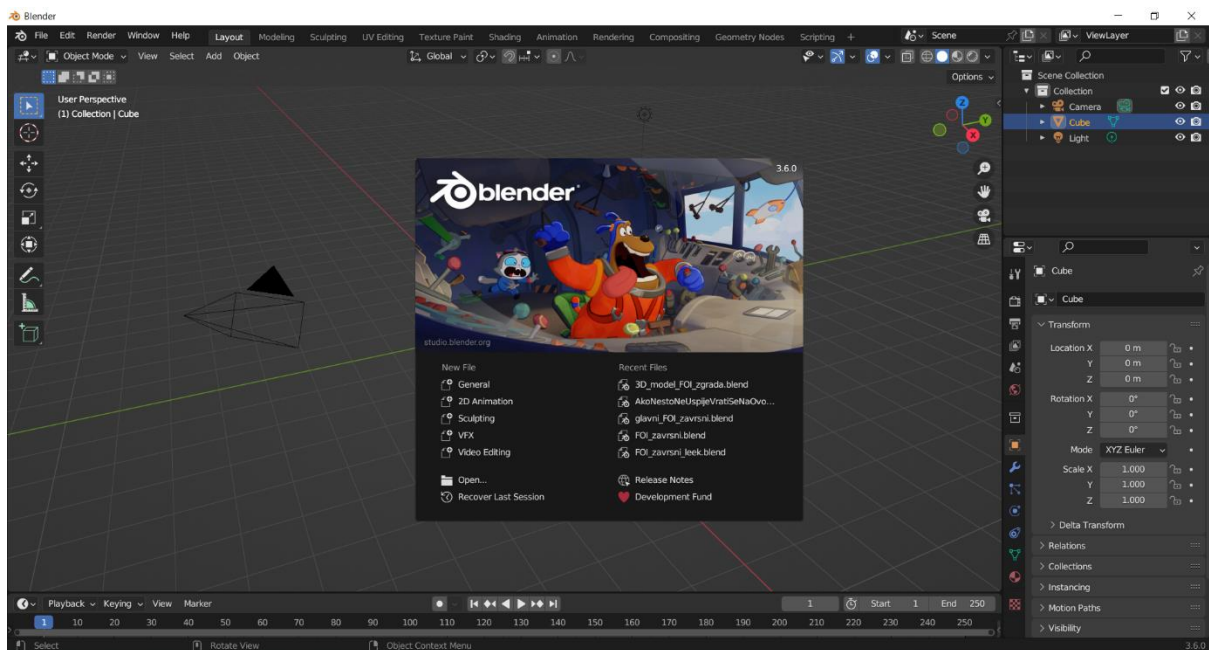 Blender
File Edit Render Window Help Layout Modeling Sculpting UV Editing Texture Paint Shading Animation Rendering Compositing Geometry Nodes Scripting + Scene ViewLayer
Object Mode View Select Add Object Global
Options
User Perspective
(1) Collection | Cube
Z
Y
X
Scene Collection
Collection
Camera
Cube
Light
3.6.0
blender
studio.blender.org
New File
General
2D Animation
Sculpting
VFX
Video Editing
Open...
Recover Last Session
Recent Files
3D_model_FOI_zgrada.blend
AkoNestoNeUspijeVratiSeNaOvo...
glavni_FOI_zavrsni.blend
FOI_zavrsni.blend
FOI_zavrsni_leek.blend
Release Notes
Development Fund
Cube
Cube
Transform
Location X 0 m
Y 0 m
Z 0 m
Rotation X 0°
Y 0°
Z 0°
Mode XYZ Euler
Scale X 1.000
Y 1.000
Z 1.000
Delta Transform
Relations
Collections
Instancing
Motion Paths
Visibility
Playback Keying View Marker 1 Start 1 End 250
1 10 20 30 40 50 60 70 80 90 100 110 120 130 140 150 160 170 180 190 200 210 220 230 240 250
Select Rotate View Object Context Menu 3.6.0